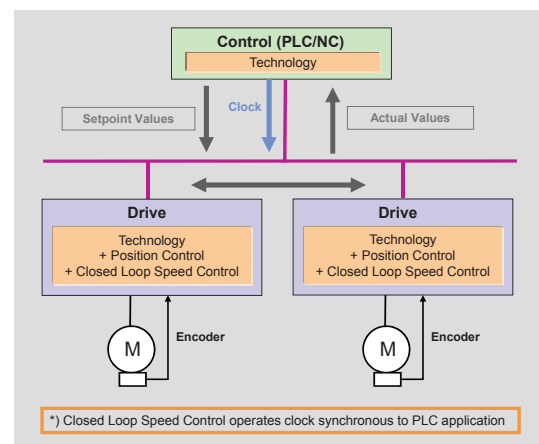 Control (PLC/NC)
Technology
Setpoint Values
Clock
Actual Values
Drive
Technology
+ Position Control
+ Closed Loop Speed Control
Drive
Technology
+ Position Control
+ Closed Loop Speed Control
M
Encoder
M
Encoder
*) Closed Loop Speed Control operates clock synchronous to PLC application